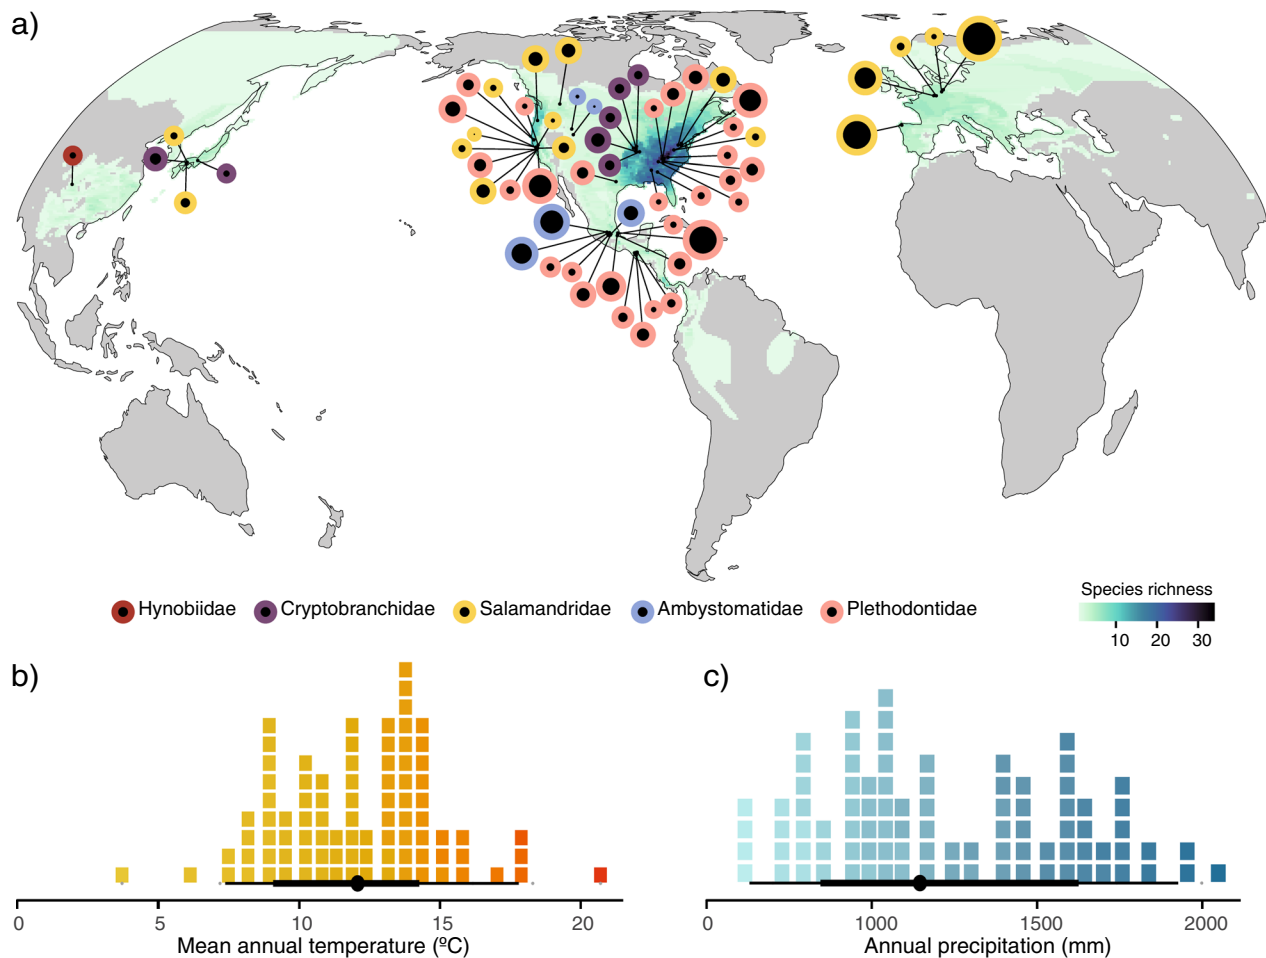 a)
Hynobiidae Cryptobranchidae Salamandridae Ambystomatidae Plethodontidae
Species richness
10 20 30
b)
0 5 10 15 20
Mean annual temperature (ºC)
c)
0 1000 1500 2000
Annual precipitation (mm)